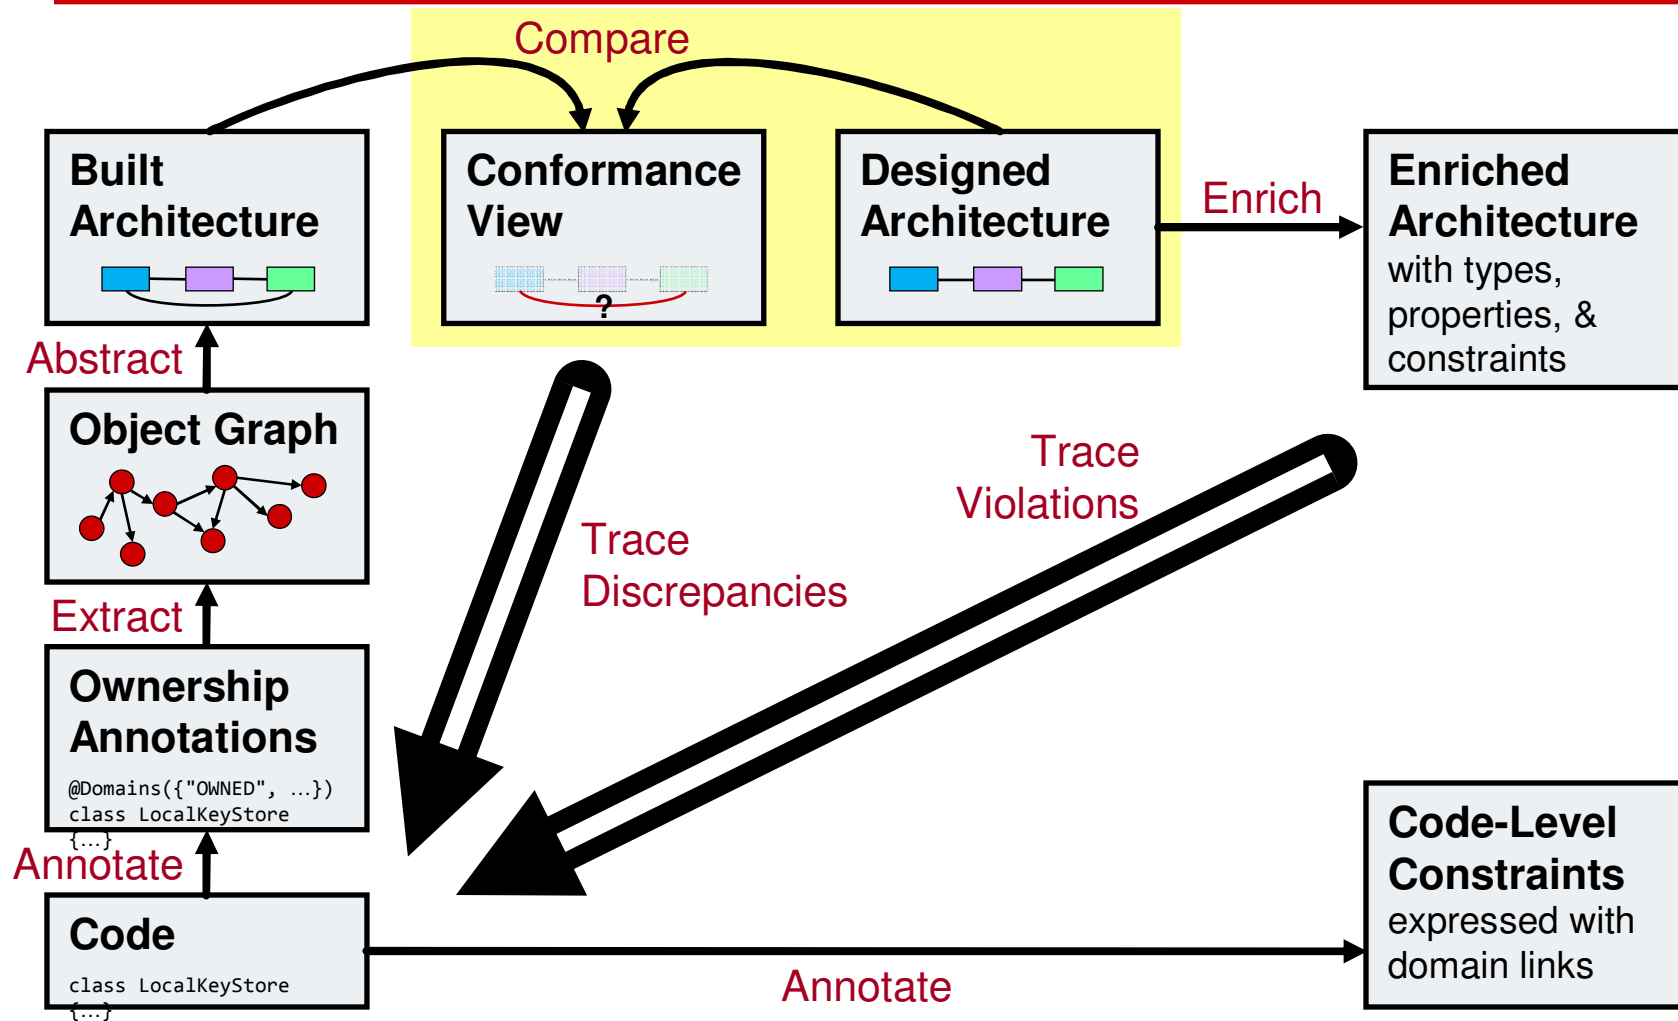 Compare
Built
Architecture
Conformance
View
?
Designed
Architecture
Enrich
Enriched
Architecture
with types,
properties, &
constraints
Abstract
Object Graph
Trace
Violations
Trace
Discrepancies
Extract
Ownership
Annotations
@Domains({"OWNED", …})
class LocalKeyStore
{…}
Annotate
Code
class LocalKeyStore
{…}
Annotate
Code-Level
Constraints
expressed with
domain links